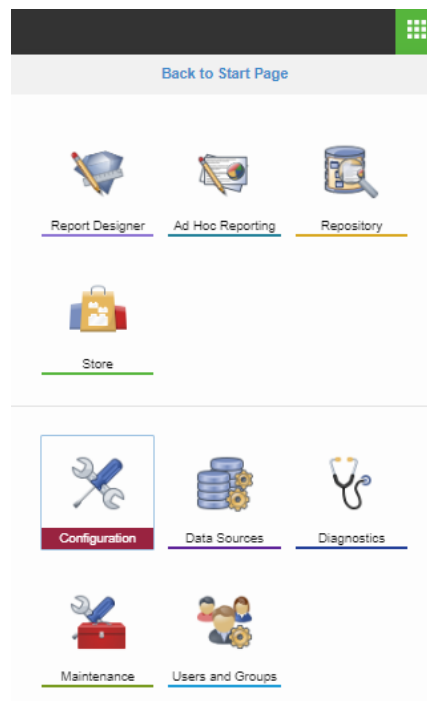 Back to Start Page
Report Designer
Ad Hoc Reporting
Repository
Store
Configuration
Data Sources
Diagnostics
Maintenance
Users and Groups